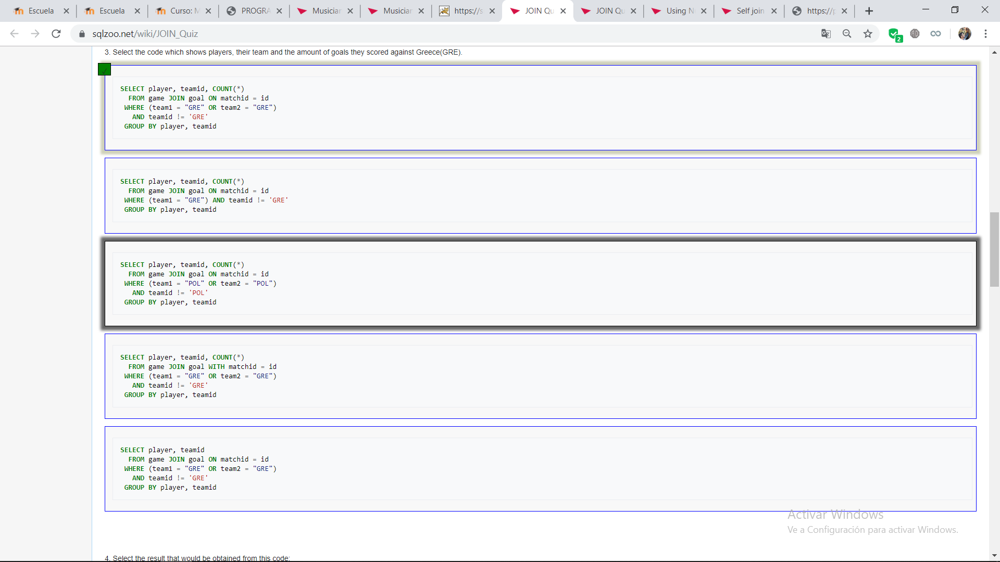 Escuela
Escuela
Curso: M
PROGRA
Musician
Musician
https://s
JOIN Qu
JOIN Qu
Using N
Self join
https://p
sqlzoo.net/wiki/JOIN_Quiz
2
3. Select the code which shows players, their team and the amount of goals they scored against Greece(GRE).
SELECT player, teamid, COUNT(*)
FROM game JOIN goal ON matchid = id
WHERE (team1 = "GRE" OR team2 = "GRE")
AND teamid != 'GRE'
GROUP BY player, teamid
SELECT player, teamid, COUNT(*)
FROM game JOIN goal ON matchid = id
WHERE (team1 = "GRE") AND teamid != 'GRE'
GROUP BY player, teamid
SELECT player, teamid, COUNT(*)
FROM game JOIN goal ON matchid = id
WHERE (team1 = "POL" OR team2 = "POL")
AND teamid != 'POL'
GROUP BY player, teamid
SELECT player, teamid, COUNT(*)
FROM game JOIN goal WITH matchid = id
WHERE (team1 = "GRE" OR team2 = "GRE")
AND teamid != 'GRE'
GROUP BY player, teamid
SELECT player, teamid
FROM game JOIN goal ON matchid = id
WHERE (team1 = "GRE" OR team2 = "GRE")
AND teamid != 'GRE'
GROUP BY player, teamid
Activar Windows
Ve a Configuración para activar Windows.
4. Select the result that would be obtained from this code: